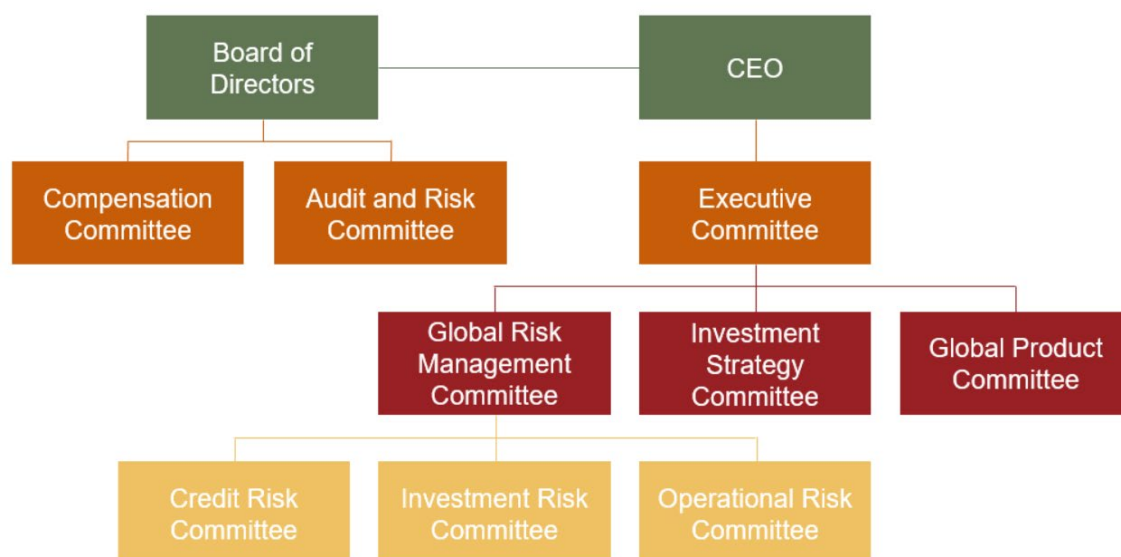 Board of
Directors
CEO
Compensation
Committee
Audit and Risk
Committee
Executive
Committee
Global Risk
Management
Committee
Investment
Strategy
Committee
Global Product
Committee
Credit Risk
Committee
Investment Risk
Committee
Operational Risk
Committee